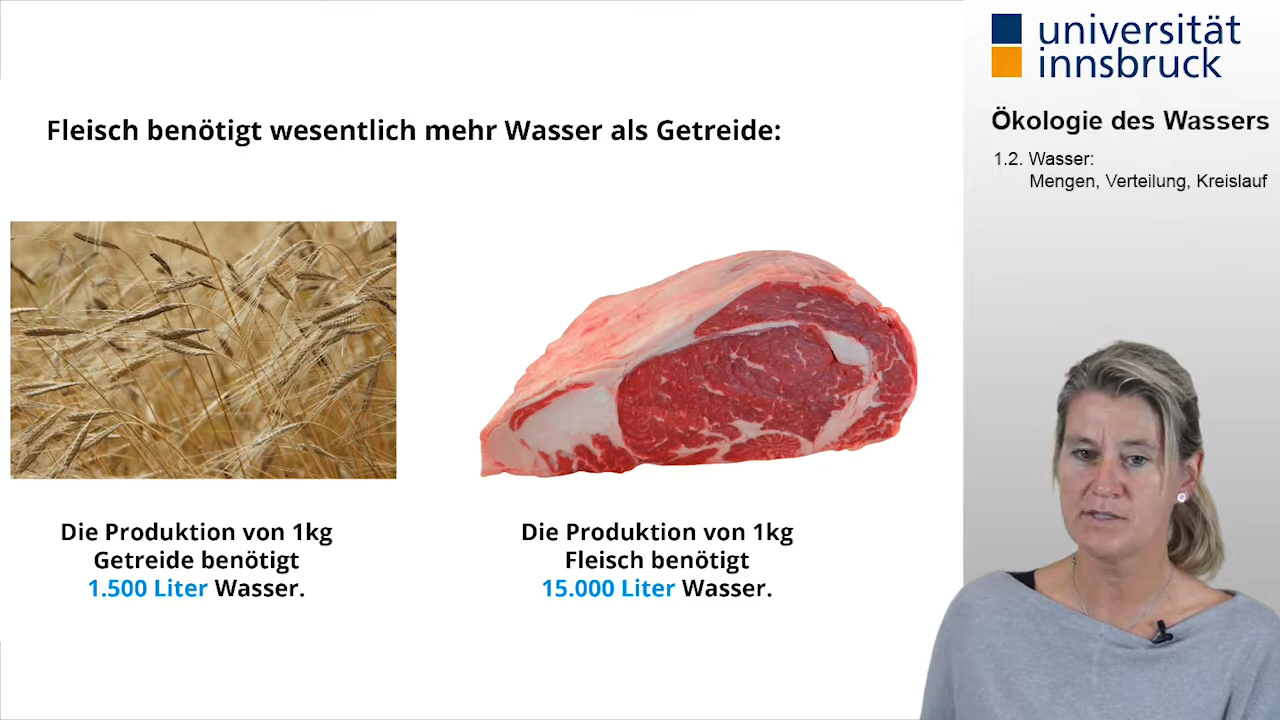 Fleisch benötigt wesentlich mehr Wasser als Getreide:
Die Produktion von 1kg
Getreide benötigt
1.500 Liter Wasser.
Die Produktion von 1kg
Fleisch benötigt
15.000 Liter Wasser.
universität
innsbruck
Ökologie des Wassers
1.2. Wasser:
Mengen, Verteilung, Kreislauf